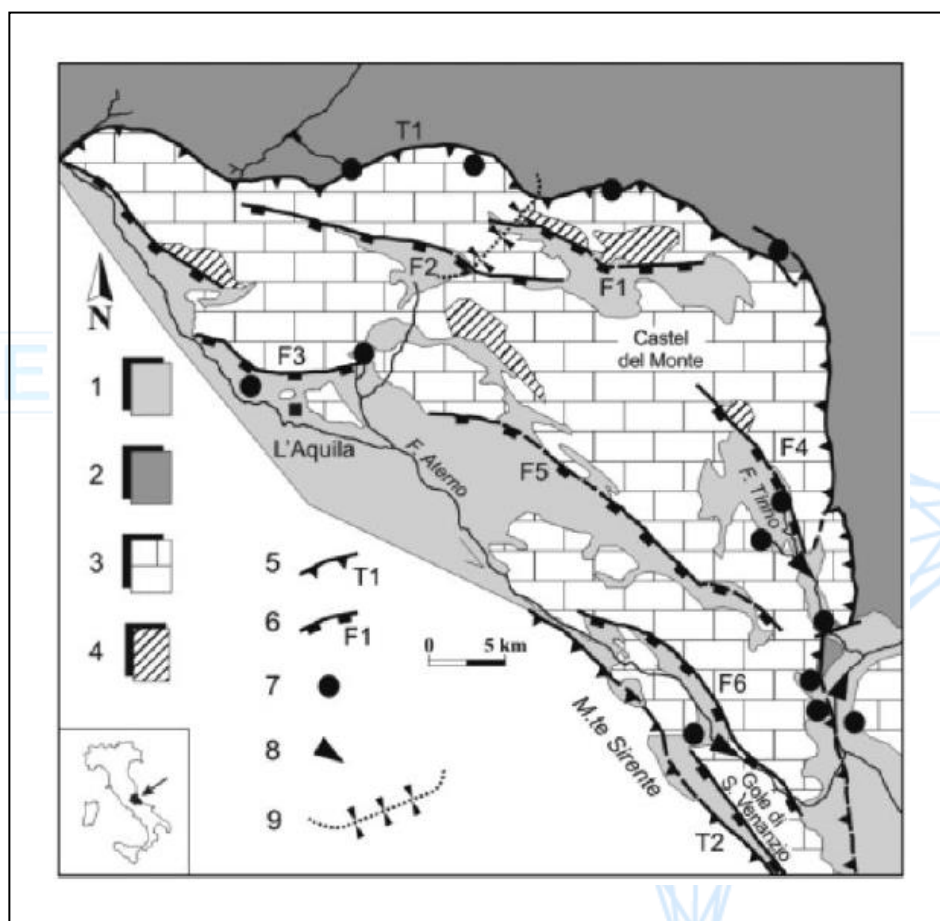 T1
F2
F1
Castel
del Monte
N
F3
F4
1
L'Aquila
F. Aterno
F5
F. Tirino
2
3
5
T1
6
F1
0 5 km
4
7
F6
M.te Sirente
8
Gole di
S. Venanzio
9
T2
E